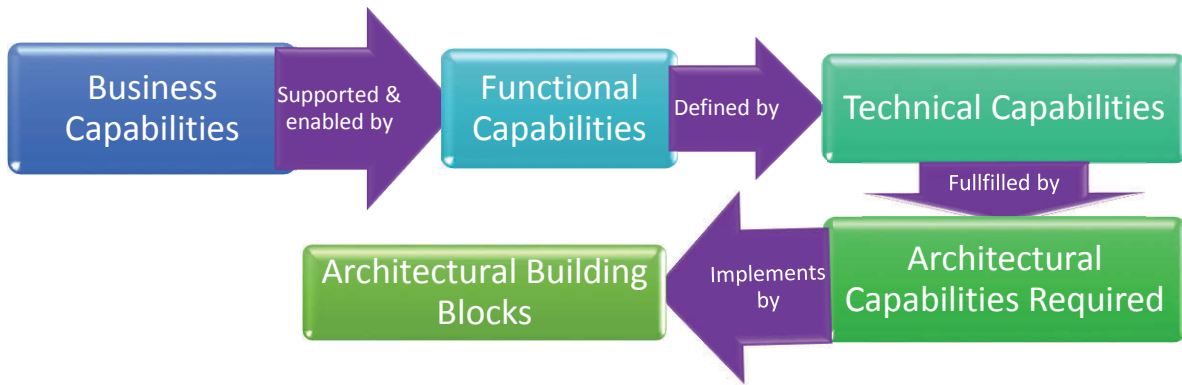 Business
Capabilities
Supported &
enabled by
Functional
Capabilities
Defined by
Technical Capabilities
Fullfilled by
Architectural
Capabilities Required
Implements
by
Architectural Building
Blocks